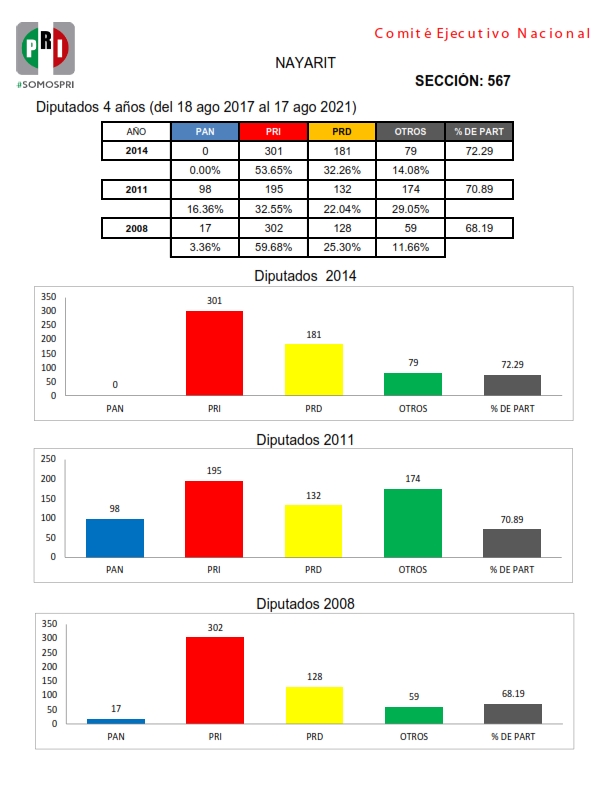 Comité Ejecutivo Nacional
PRI
#SOMOSPRI
NAYARIT
SECCIÓN: 567
Diputados 4 años (del 18 ago 2017 al 17 ago 2021)
AÑO PAN PRI PRD OTROS % DE PART
2014 0 301 181 79 72.29
0.00% 53.65% 32.26% 14.08%
2011 98 195 132 174 70.89
16.36% 32.55% 22.04% 29.05%
2008 17 302 128 59 68.19
3.36% 59.68% 25.30% 11.66%
Diputados 2014
350
300
250
200
150
100
50
0
0 301 181 79 72.29
PAN PRI PRD OTROS % DE PART
Diputados 2011
250
200
150
100
50
0
98 195 132 174 70.89
PAN PRI PRD OTROS % DE PART
Diputados 2008
350
300
250
200
150
100
50
0
17 302 128 59 68.19
PAN PRI PRD OTROS % DE PART